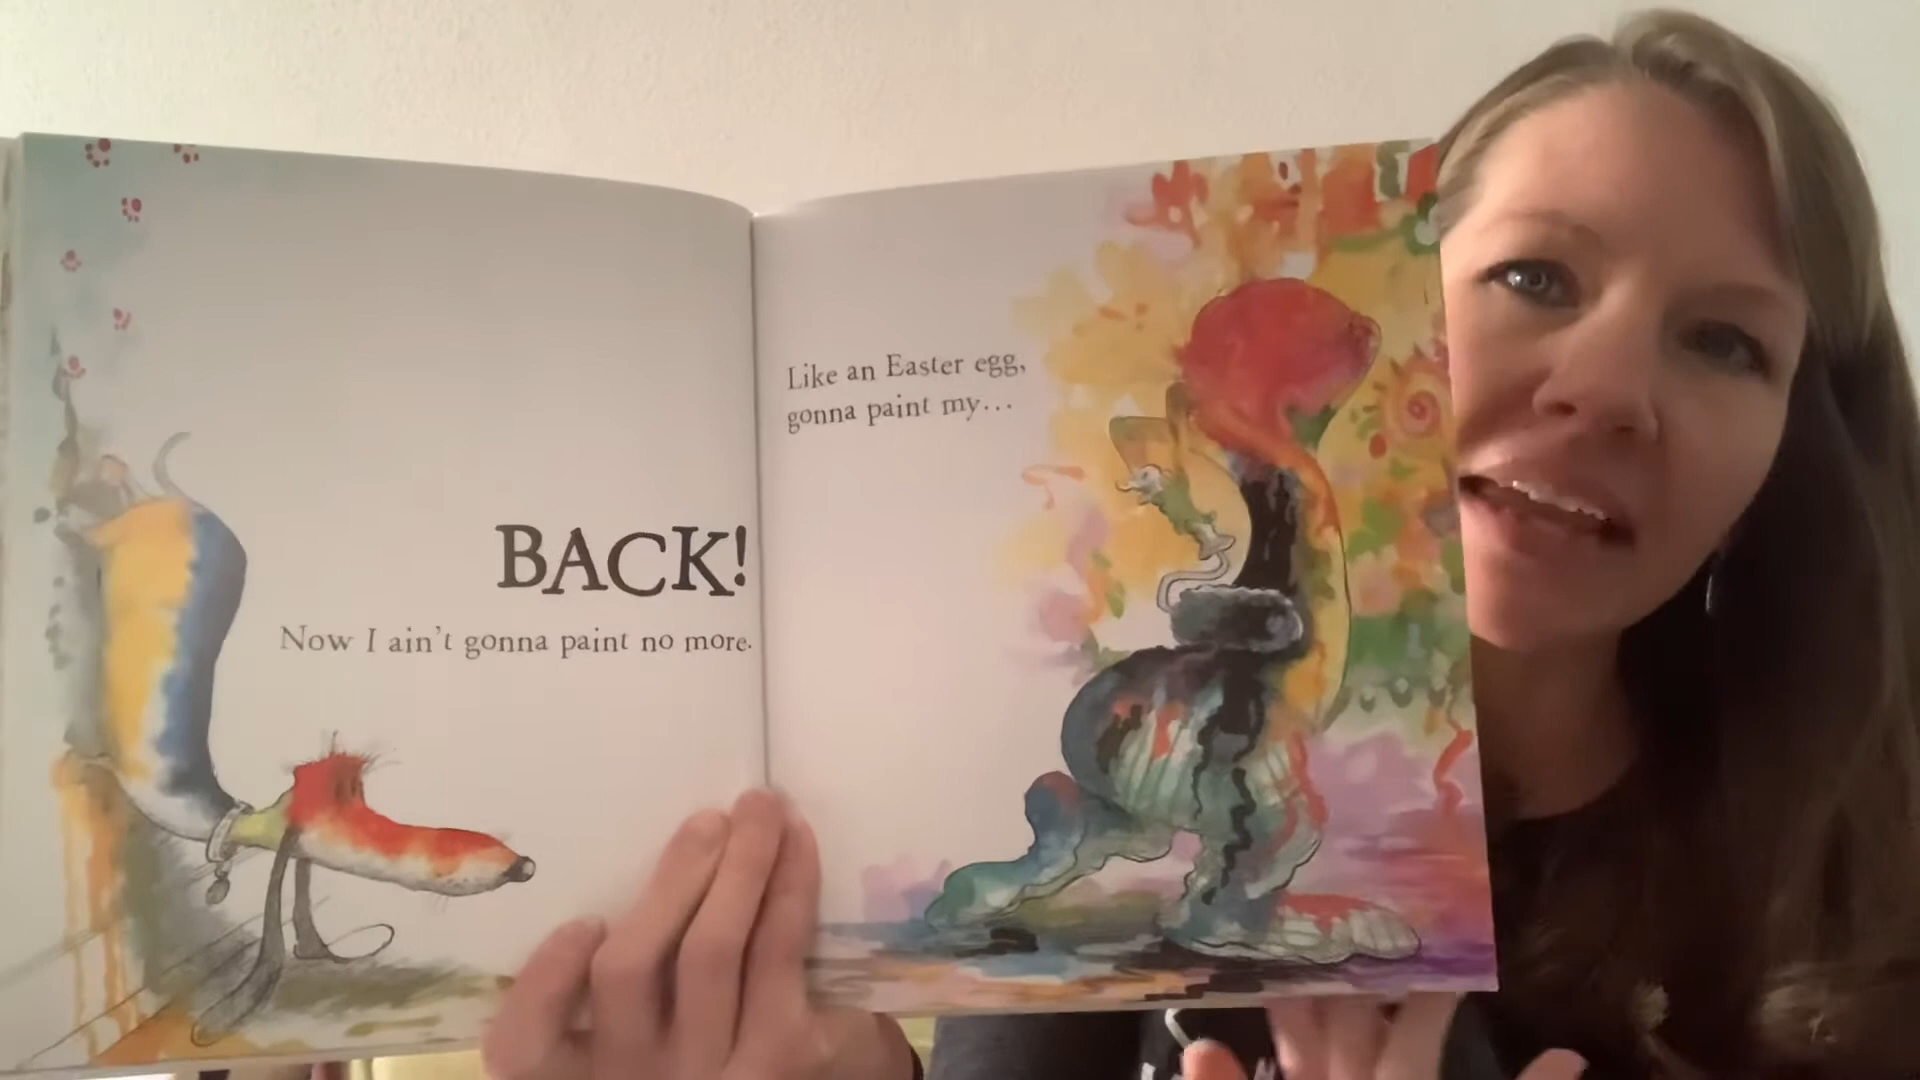 BACK!
Now I ain't gonna paint no more.
Like an Easter egg,
gonna paint my...